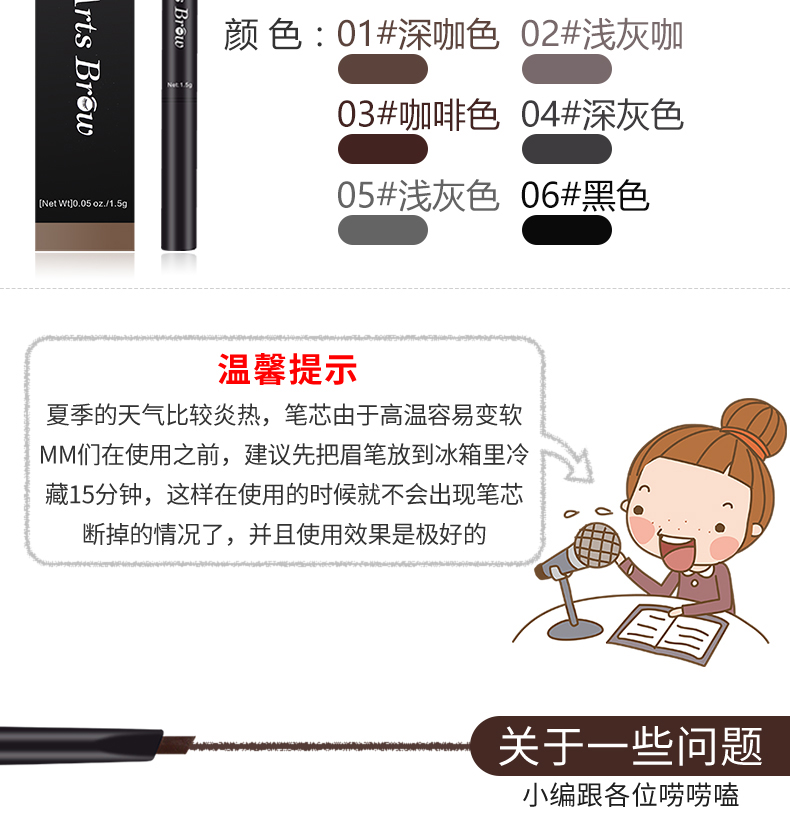 Arts Brow
s Brow
Net.1.5g
[Net Wt]0.05 oz./1.5g
颜 色：01#深咖色 02#浅灰咖
03#咖啡色 04#深灰色
05#浅灰色 06#黑色
温馨提示
夏季的天气比较炎热，笔芯由于高温容易变软
MM们在使用之前，建议先把眉笔放到冰箱里冷
藏15分钟，这样在使用的时候就不会出现笔芯
断掉的情况了，并且使用效果是极好的
关于一些问题
小编跟各位唠唠嗑